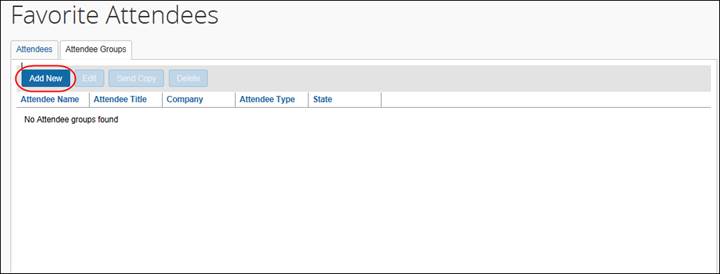 Favorite Attendees
Attendees Attendee Groups
Add New Edit Send Copy Delete
Attendee Name Attendee Title Company Attendee Type State
No Attendee groups found